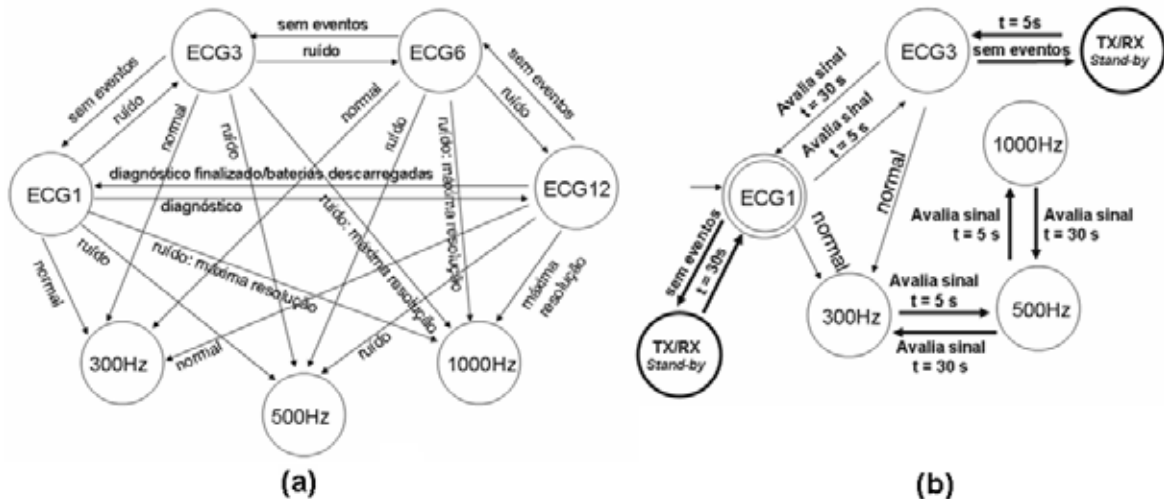 sem eventos
ECG3
ruído
ECG6
sem eventos
ruído
normal
ruído
normal
ruído
ruído: máxima resolução
sem eventos
ruído
ECG1
diagnóstico finalizado/baterias descarregadas
diagnóstico
ECG12
normal
ruído
ruído: máxima resolução
ruído: máxima resolução
máxima
resolução
normal
ruído
300Hz
500Hz
1000Hz
(a)
ECG3
t = 5s
sem eventos
TX/RX
Stand-by
Avalia sinal
t = 30 s
Avalia sinal
t = 5 s
1000Hz
ECG1
normal
normal
Avalia sinal
t = 5 s
Avalia sinal
t = 30 s
sem eventos
t = 30s
TX/RX
Stand-by
300Hz
Avalia sinal
t = 5 s
500Hz
Avalia sinal
t = 30 s
(b)